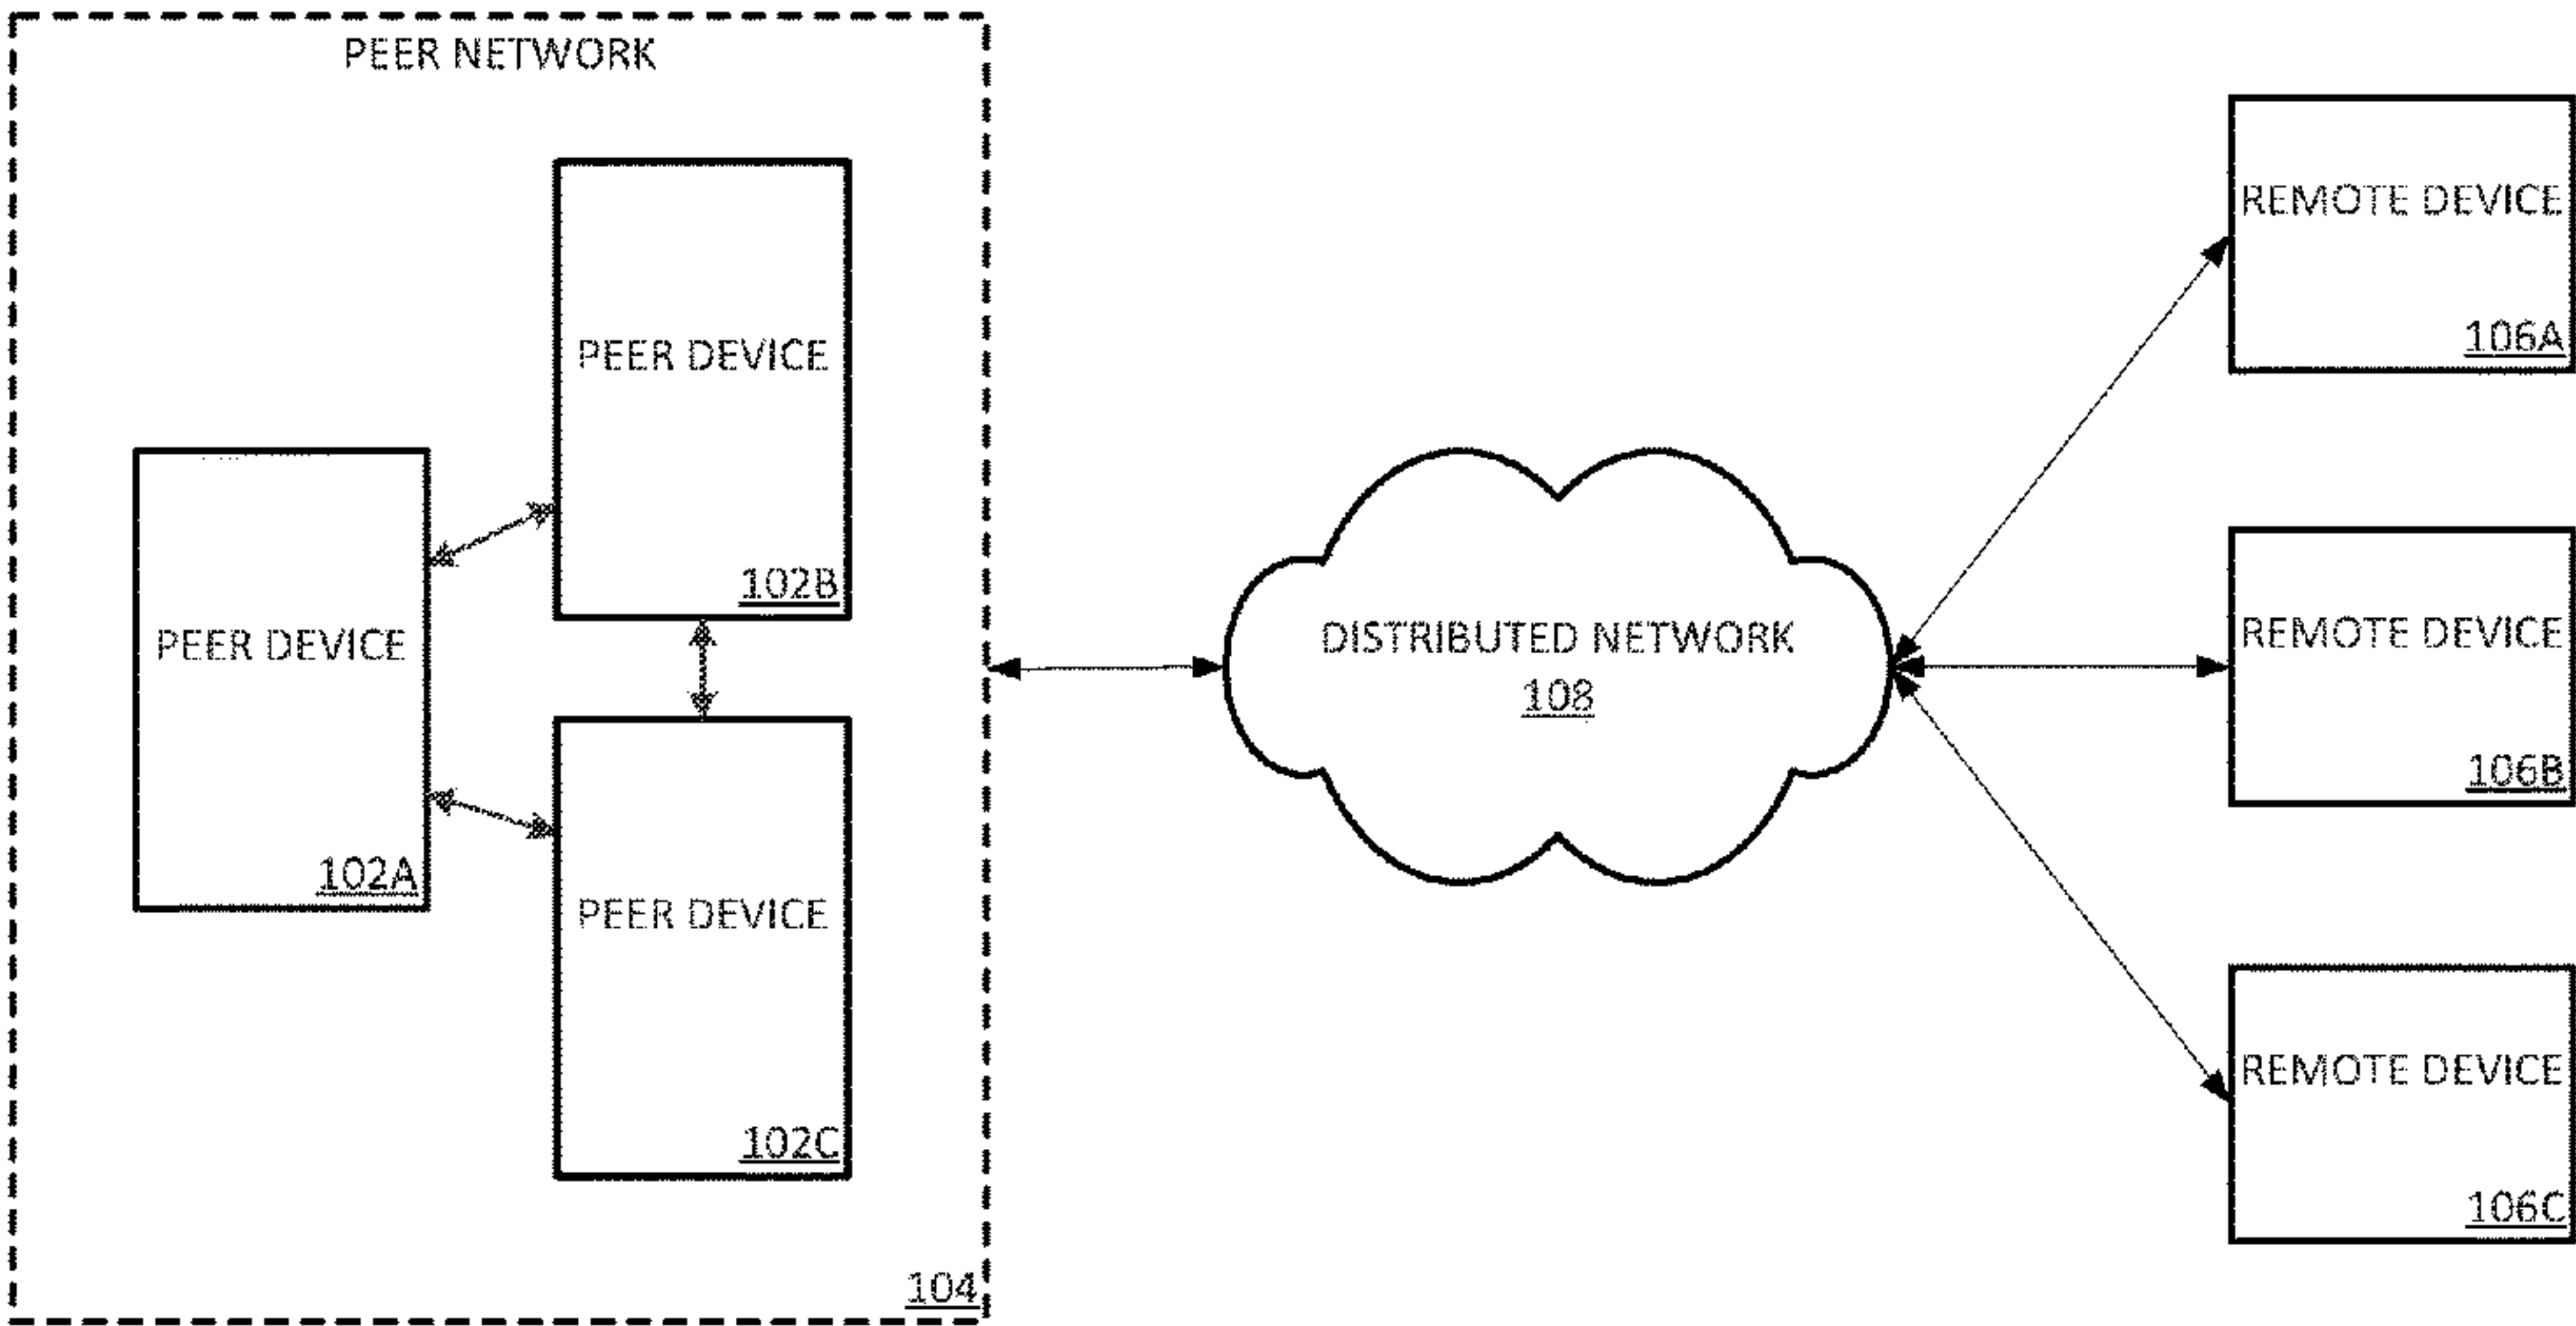 PEER NETWORK
PEER DEVICE
102A
PEER DEVICE
102B
PEER DEVICE
102C
104
DISTRIBUTED NETWORK
108
REMOTE DEVICE
106A
REMOTE DEVICE
106B
REMOTE DEVICE
106C